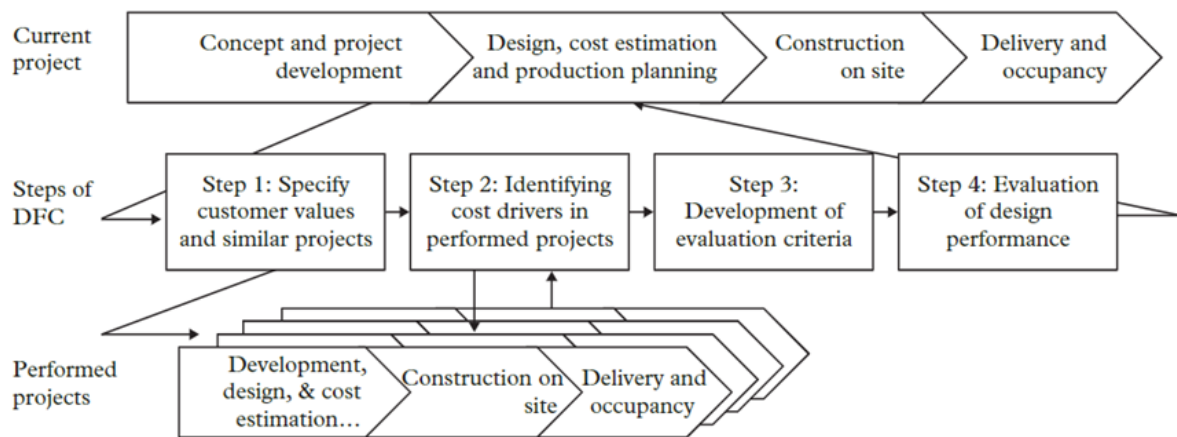 Current
project
Concept and project
development
Design, cost estimation
and production planning
Construction
on site
Delivery and
occupancy
Steps of
DFC
Step 1: Specify
customer values
and similar projects
Step 2: Identifying
cost drivers in
performed projects
Step 3:
Development of
evaluation criteria
Step 4: Evaluation
of design
performance
Performed
projects
Development,
design, & cost
estimation…
Construction on
site
Delivery and
occupancy